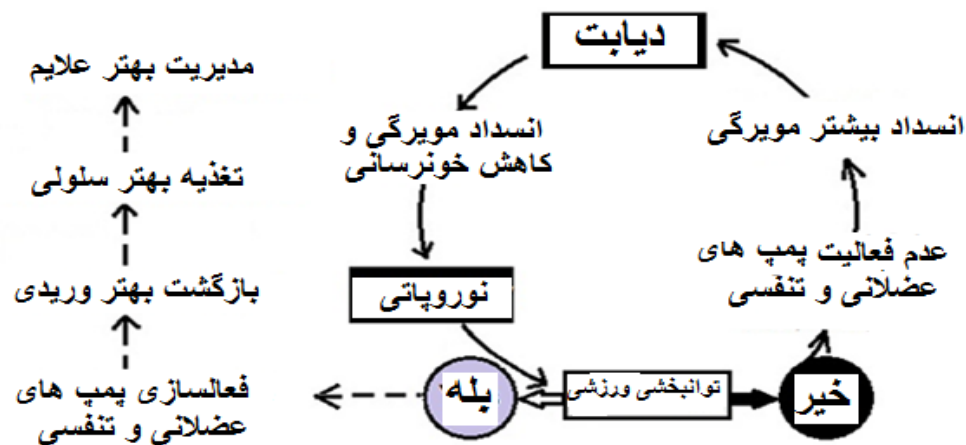 دیابت
انسداد مویرگی و
کاهش خونرسانی
نوروپاتی
توانبخشی ورزشی
خیر
عدم فعالیت پمپ های
عضلانی و تنفسی
انسداد بیشتر مویرگی
بله
فعالسازی پمپ های
عضلانی و تنفسی
بازگشت بهتر وریدی
تغذیه بهتر سلولی
مدیریت بهتر علایم